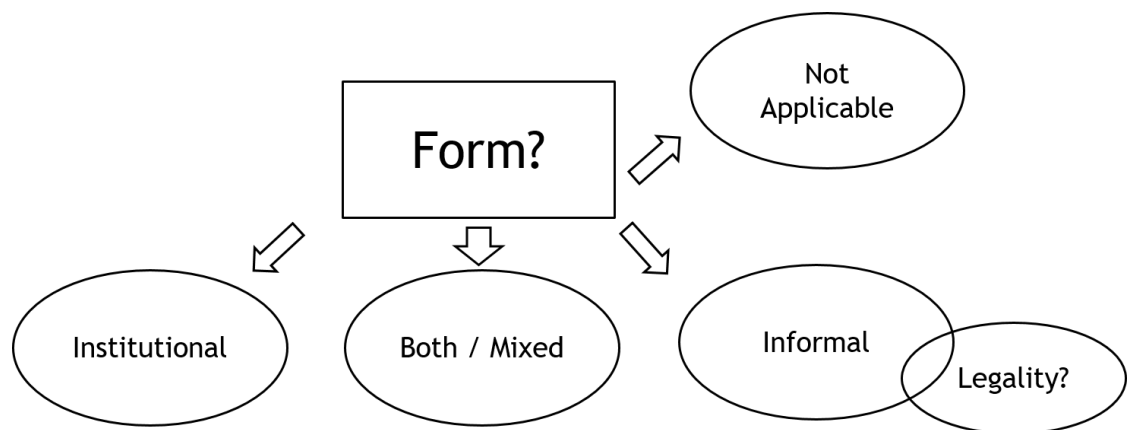 Not
Applicable
Form?
Institutional
Both / Mixed
Informal
Legality?